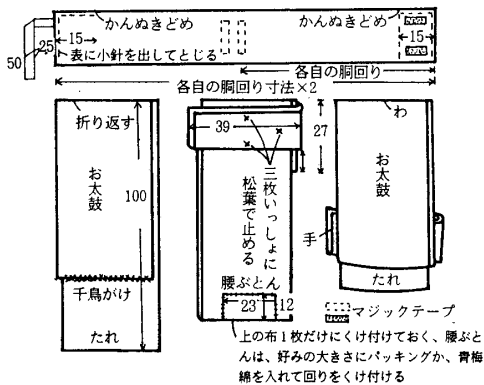 かんぬきどめ
かんぬきどめ
15
25
50
表に小針を出してとじる
15
各自の胴回り
各自の胴回り寸法×2
折り返す
お太鼓
100
千鳥がけ
たれ
39
27
三枚いっしょに
松葉で止める
腰ぶとん
23
12
わ
お太鼓
手
たれ
マジックテープ
上の布1枚だけにくけ付けておく、腰ぶと
んは、好みの大きさにパッキングか、青梅
綿を入れて回りをくけ付ける